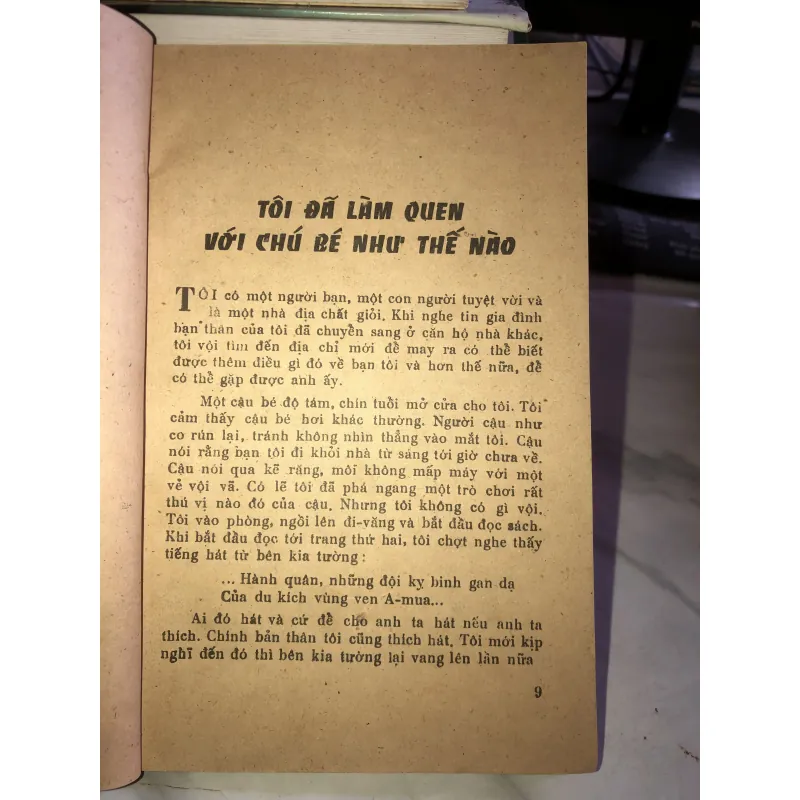 TÔI ĐÃ LÀM QUEN
VỚI CHÚ BÉ NHƯ THẾ NÀO
TÔI có một người bạn, một con người tuyệt vời và
là một nhà địa chất giỏi. Khi nghe tin gia đình
bạn thân của tôi đã chuyển sang ở căn hộ nhà khác,
tôi vội tìm đến địa chỉ mới để may ra có thể biết
được thêm điều gì đó về bạn tôi và hơn thế nữa, để
có thể gặp được anh ấy.
Một cậu bé độ tám, chín tuổi mở cửa cho tôi. Tôi
cảm thấy cậu bé hơi khác thường. Người cậu như
co rún lại, tránh không nhìn thẳng vào mắt tôi. Cậu
nói rằng bạn tôi đi khỏi nhà từ sáng tới giờ chưa về.
Cậu nói qua kẽ răng, môi không mấp máy với một
vẻ vội vã. Có lẽ tôi đã phá ngang một trò chơi rất
thú vị nào đó của cậu. Nhưng tôi không có gì vội.
Tôi vào phòng, ngồi lên đi-văng và bắt đầu đọc sách.
Khi bắt đầu đọc tới trang thứ hai, tôi chợt nghe thấy
tiếng hát từ bên kia tường :
... Hành quân, những đội kỵ binh gan dạ
Của du kích vùng ven A-mua...
Ai đó hát và cứ để cho anh ta hát nếu anh ta
thích. Chính bản thân tôi cũng thích hát. Tôi mới kịp
nghĩ đến đó thì bên kia tường lại vang lên lần nữa
9